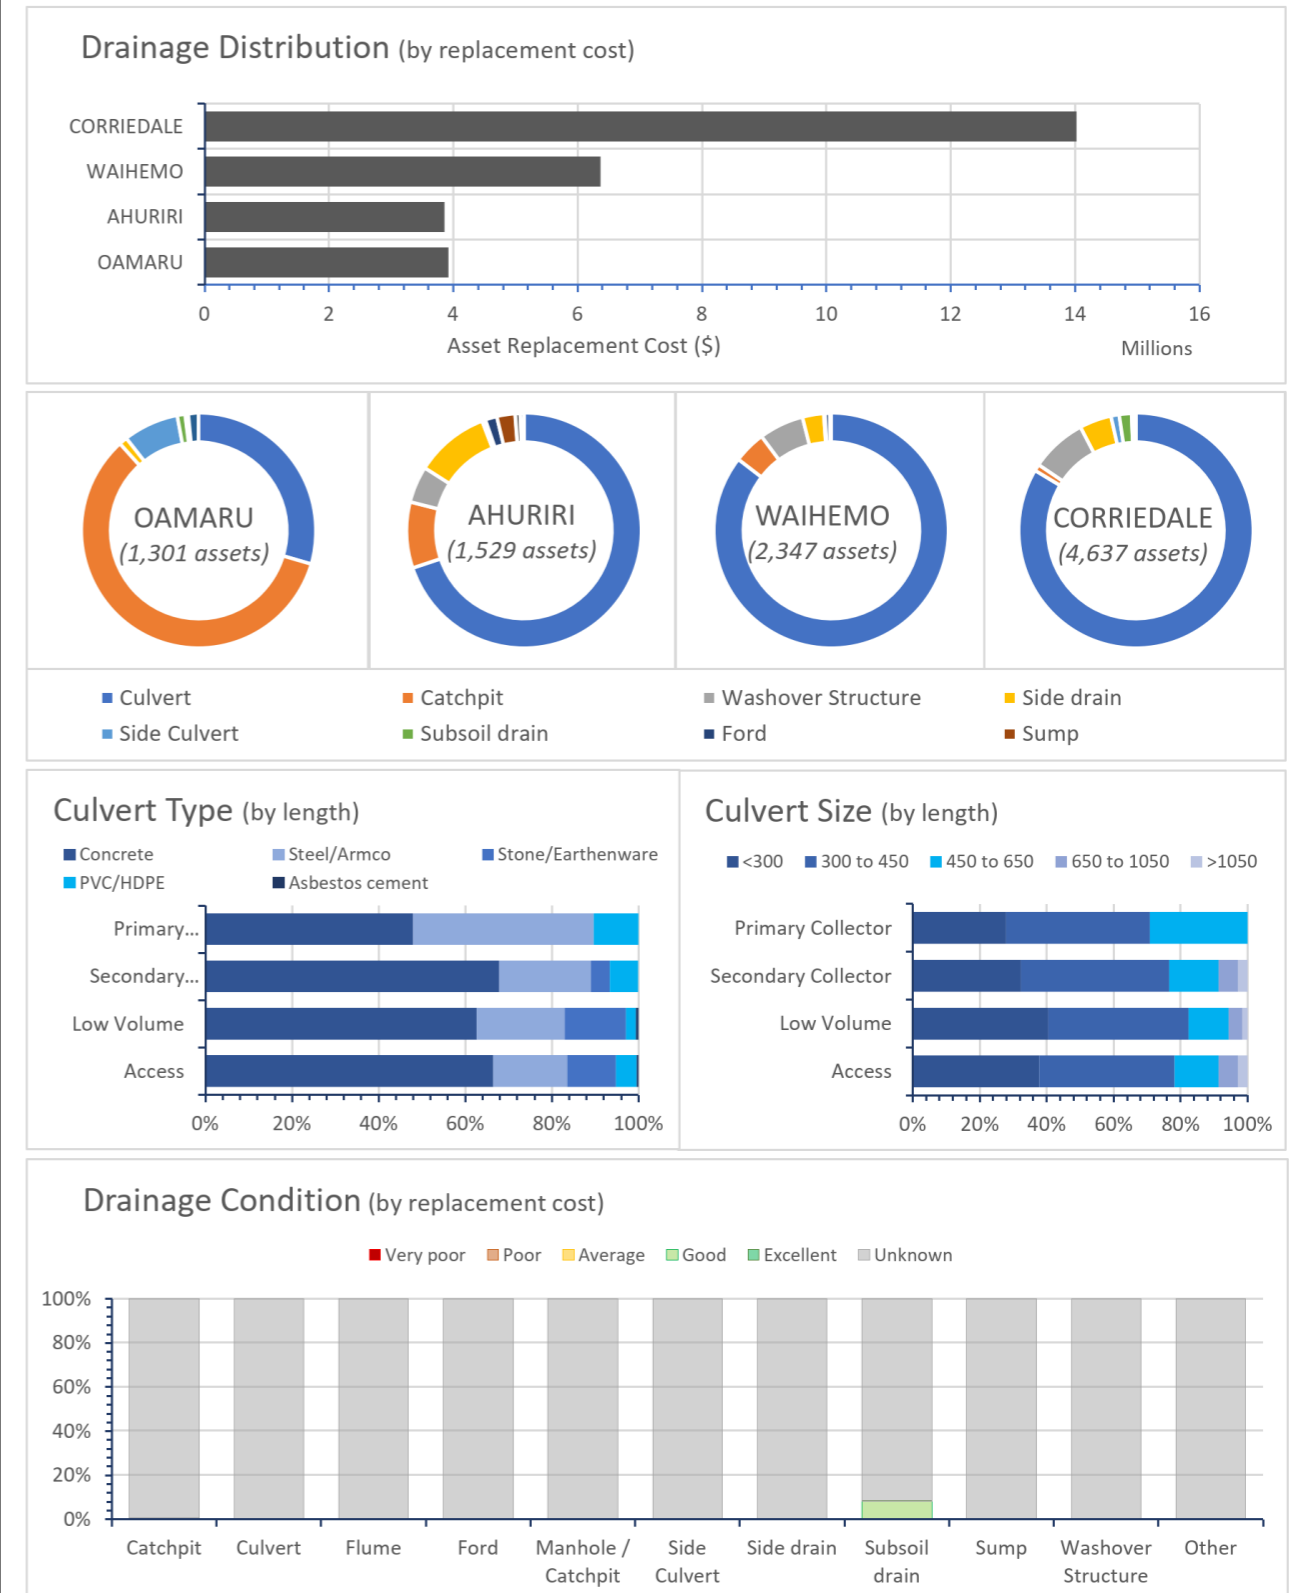 Drainage Distribution (by replacement cost)
CORRIEDALE
WAIHEMO
AHURIRI
OAMARU
0 2 4 6 8 10 12 14 16
Asset Replacement Cost ($)
Millions
OAMARU
(1,301 assets)
AHURIRI
(1,529 assets)
WAIHEMO
(2,347 assets)
CORRIEDALE
(4,637 assets)
Culvert Catchpit Washover Structure Side drain
Side Culvert Subsoil drain Ford Sump
Culvert Type (by length)
Concrete Steel/Armco Stone/Earthenware
PVC/HDPE Asbestos cement
Primary...
Secondary...
Low Volume
Access
0% 20% 40% 60% 80% 100%
Culvert Size (by length)
<300 300 to 450 450 to 650 650 to 1050 >1050
Primary Collector
Secondary Collector
Low Volume
Access
0% 20% 40% 60% 80% 100%
Drainage Condition (by replacement cost)
Very poor Poor Average Good Excellent Unknown
100%
80%
60%
40%
20%
0%
Catchpit Culvert Flume Ford Manhole / Catchpit Side Culvert Side drain Subsoil drain Sump Washover Structure Other